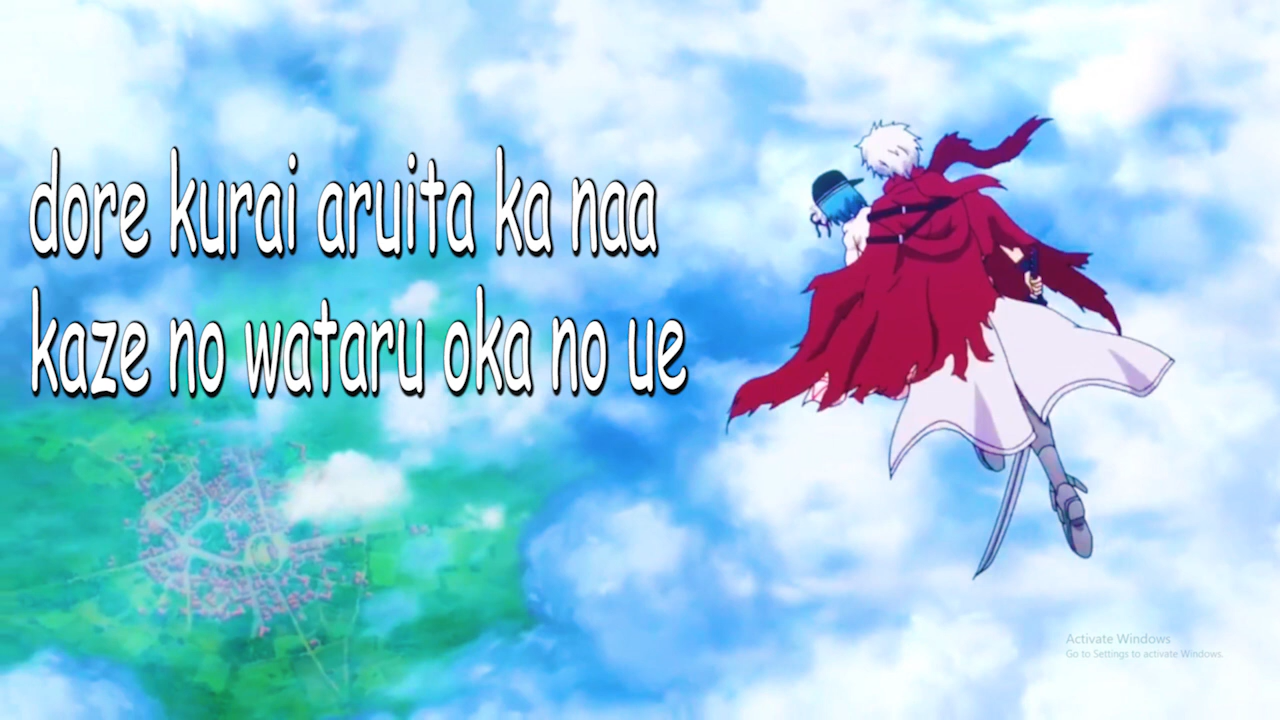 dore kurai aruita ka naa
kaze no wataru oka no ue
Activate Windows
Go to Settings to activate Windows.